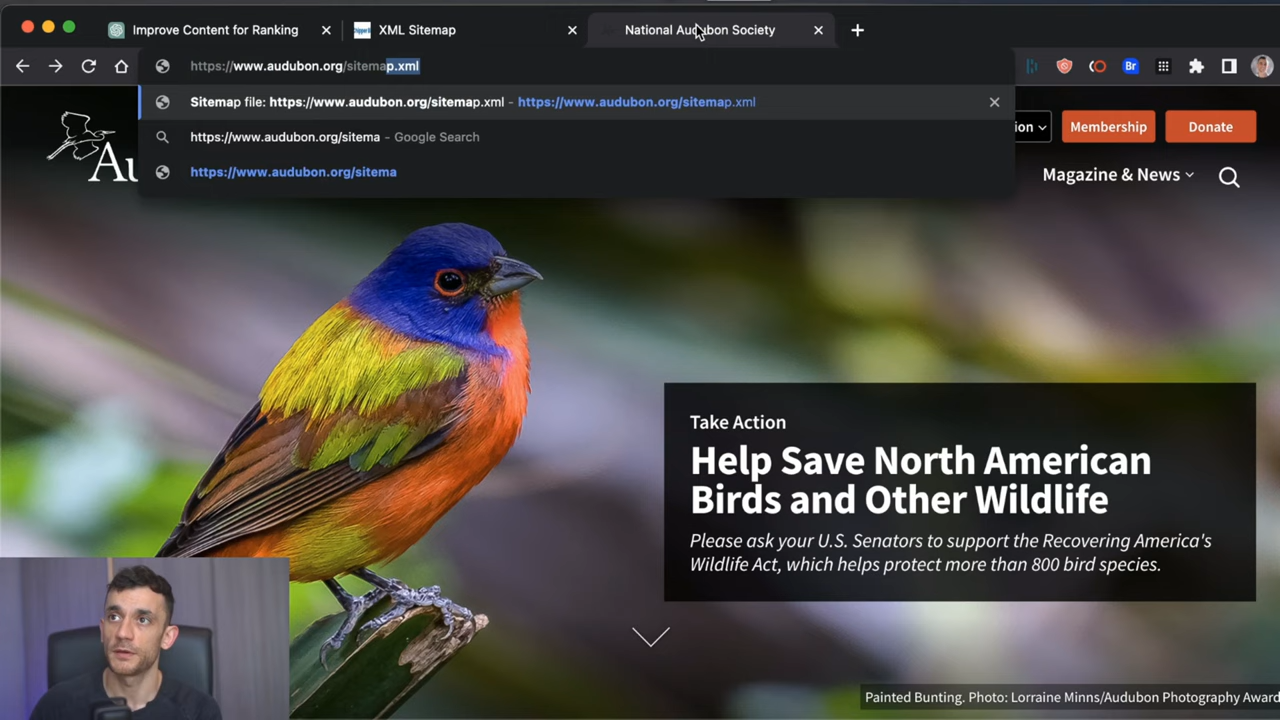 Improve Content for Ranking
XML Sitemap
National Audubon Society
https://www.audubon.org/sitemap.xml
Br
Sitemap file: https://www.audubon.org/sitemap.xml - https://www.audubon.org/sitemap.xml
https://www.audubon.org/sitema - Google Search
https://www.audubon.org/sitema
ion
Membership
Donate
Au
Magazine & News
Take Action
Help Save North American
Birds and Other Wildlife
Please ask your U.S. Senators to support the Recovering America's
Wildlife Act, which helps protect more than 800 bird species.
Painted Bunting. Photo: Lorraine Minns/Audubon Photography Award